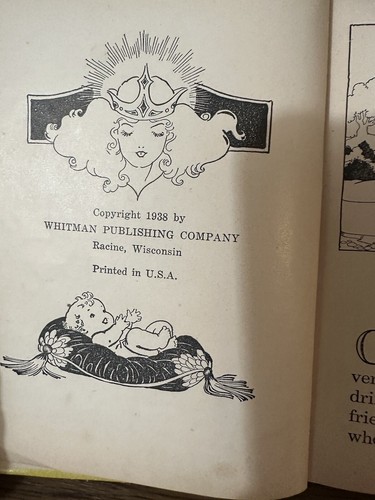 Copyright 1938 by
WHITMAN PUBLISHING COMPANY
Racine, Wisconsin
Printed in U.S.A.